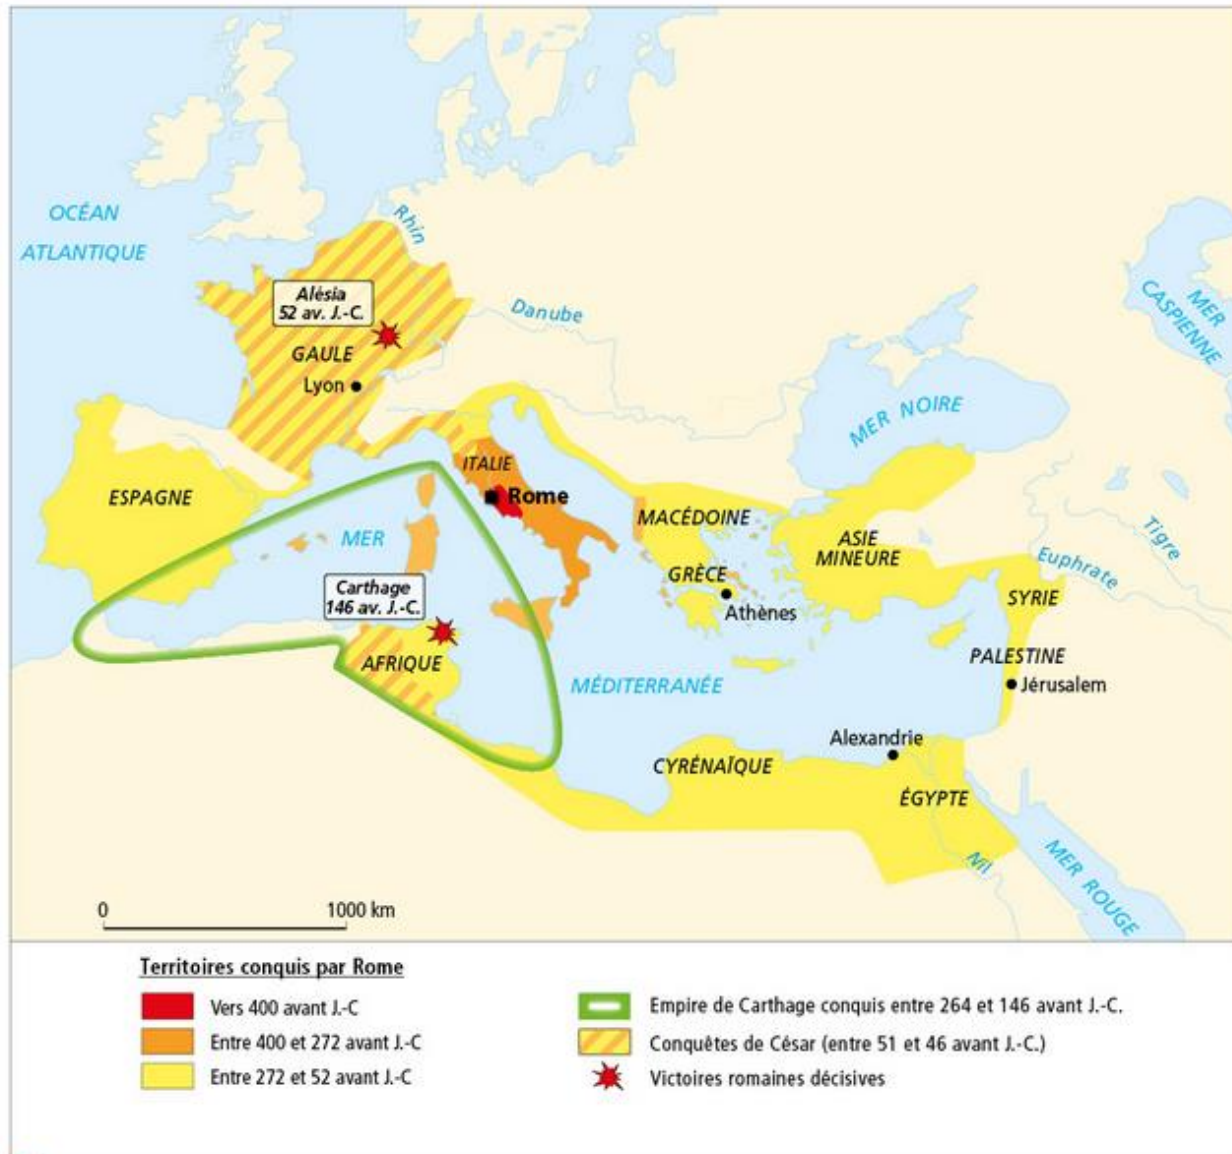 OCÉAN
ATLANTIQUE
Rhin
Alésia
52 av. J.-C.
Danube
GAULE
Lyon
MER
CASPIENNE
MER NOIRE
ITALIE
Rome
ESPAGNE
MACÉDOINE
MER
ASIE
MINEURE
Tigre
Euphrate
GRÈCE
Athènes
Carthage
146 av. J.-C.
SYRIE
AFRIQUE
PALESTINE
MÉDITERRANÉE
Jérusalem
Alexandrie
CYRÉNAÏQUE
ÉGYPTE
Nil
MER ROUGE
0 1000 km
Territoires conquis par Rome
Vers 400 avant J.-C
Entre 400 et 272 avant J.-C
Entre 272 et 52 avant J.-C
Empire de Carthage conquis entre 264 et 146 avant J.-C.
Conquêtes de César (entre 51 et 46 avant J.-C.)
Victoires romaines décisives